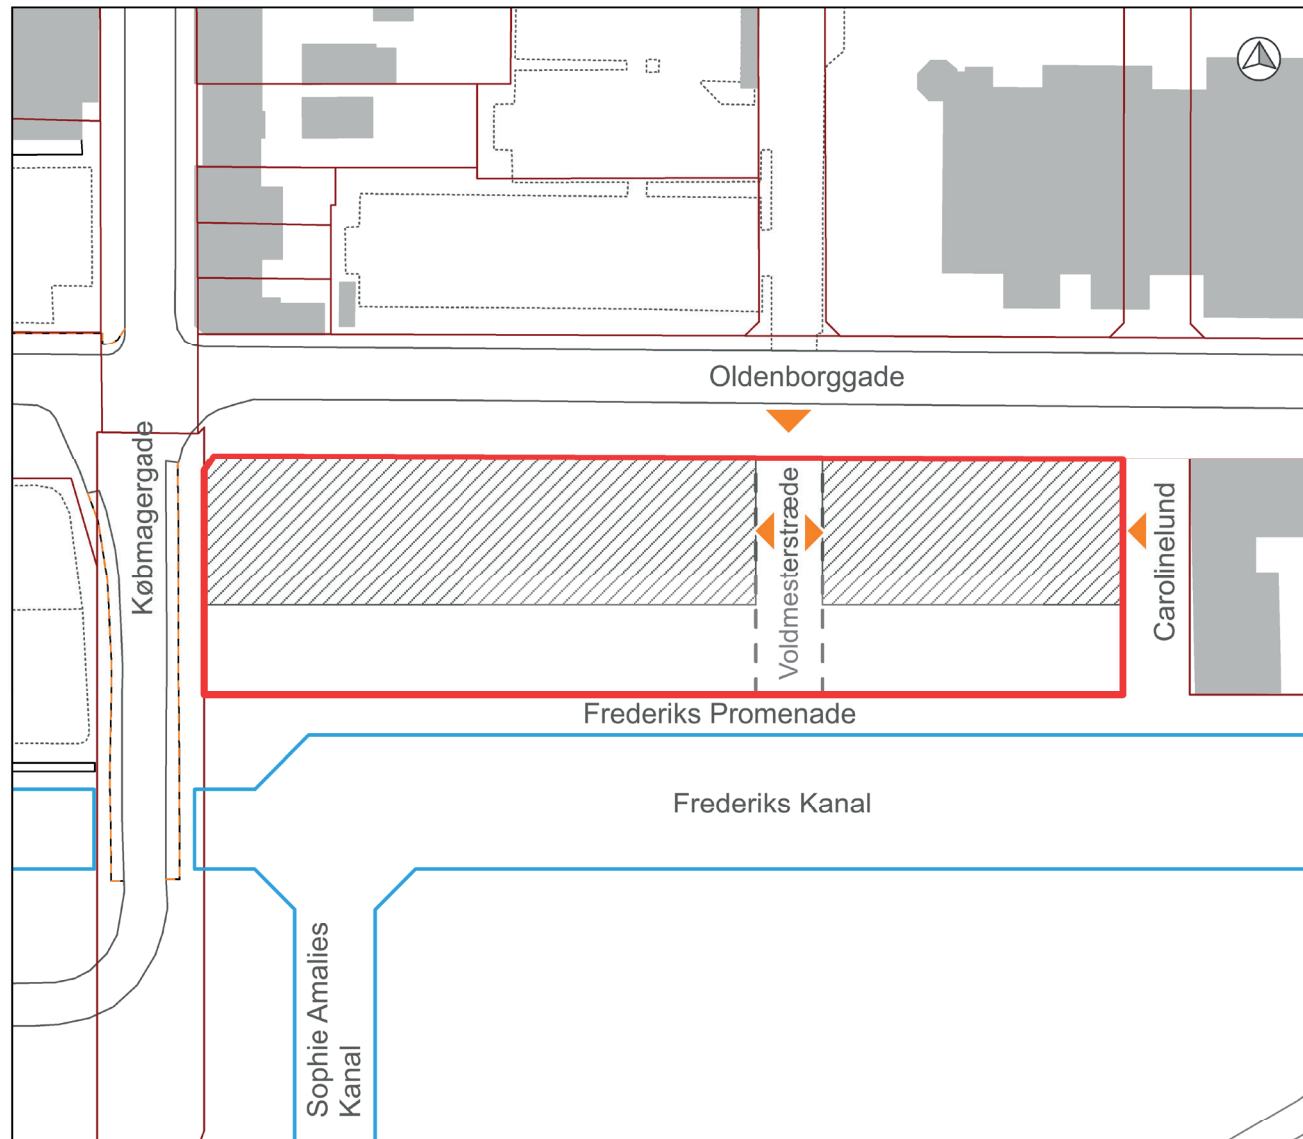 Oldenborggade
Købmagergade
Voldmesterstræde
Carolinelund
Frederiks Promenade
Frederiks Kanal
Sophie Amalies
Kanal